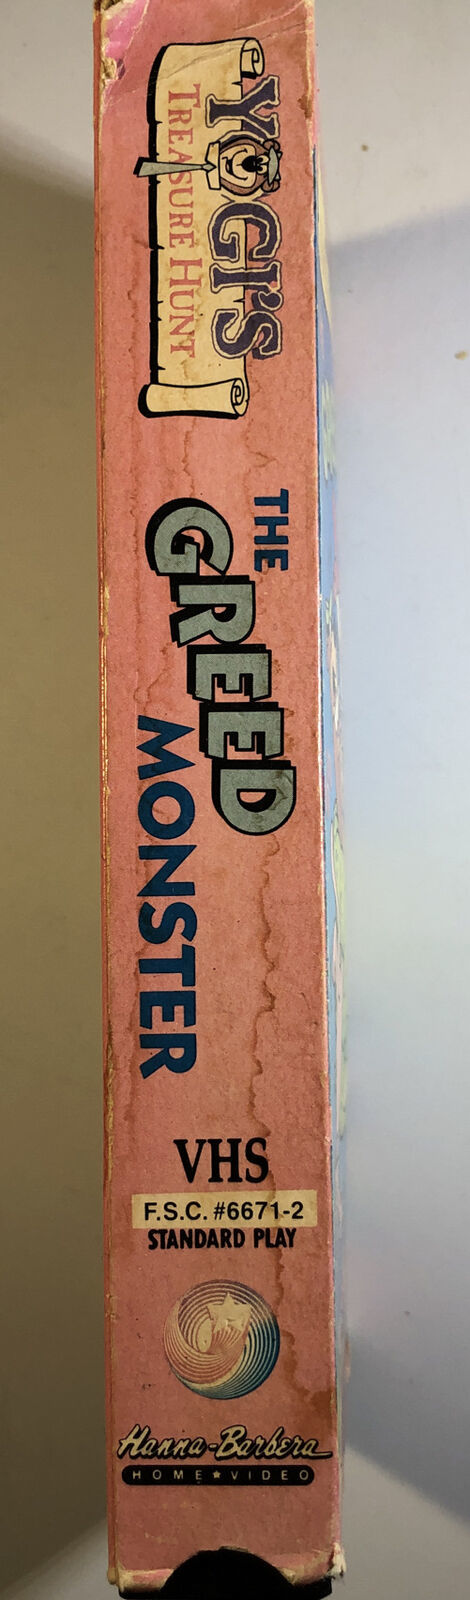 YOGI'S
TREASURE HUNT
THE
GREED
MONSTER
VHS
F.S.C. #6671-2
STANDARD PLAY
Hanna-Barbera
HOME★VIDEO